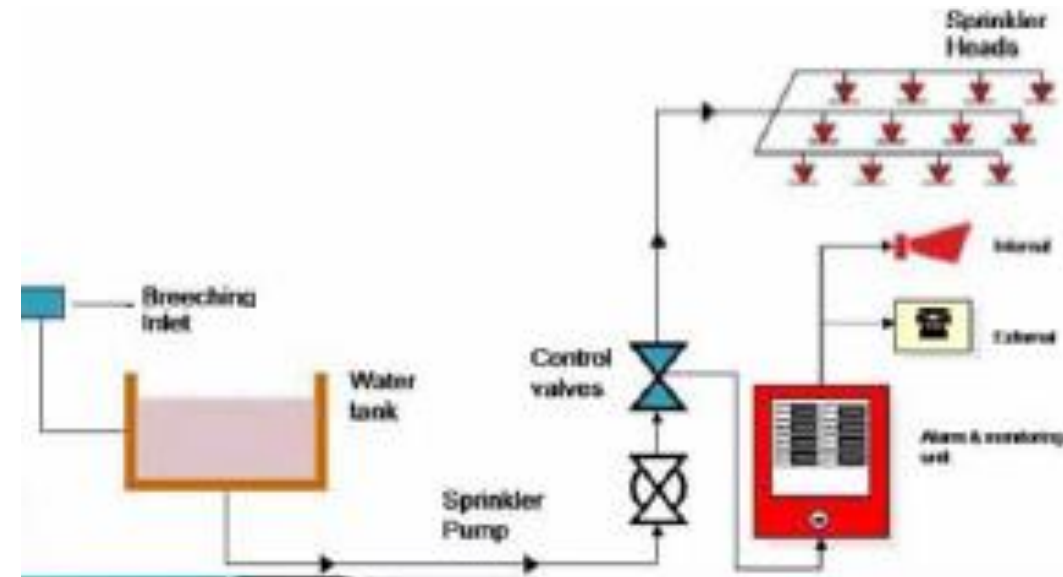 Sprinkler
Heads
Internal
External
Breeching
Inlet
Control
valves
Water
tank
Alarm & monitoring
unit
Sprinkler
Pump